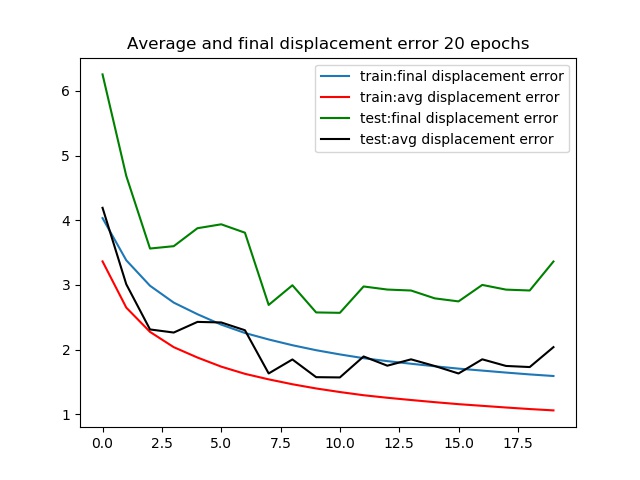 Average and final displacement error 20 epochs
train:final displacement error
train:avg displacement error
test:final displacement error
test:avg displacement error
6
5
4
3
2
1
0.0 2.5 5.0 7.5 10.0 12.5 15.0 17.5